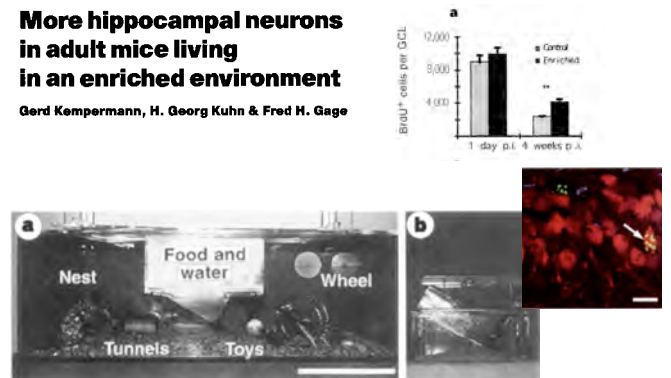 More hippocampal neurons
in adult mice living
in an enriched environment
Gerd Kempermann, H. Georg Kuhn & Fred H. Gage
a
BrdU+ cells per GCL
12,000
8,000
4,000
Control
Enriched
**
1 day p.i. 4 weeks p.i.
a
Nest
Food and
water
Wheel
Tunnels
Toys
b